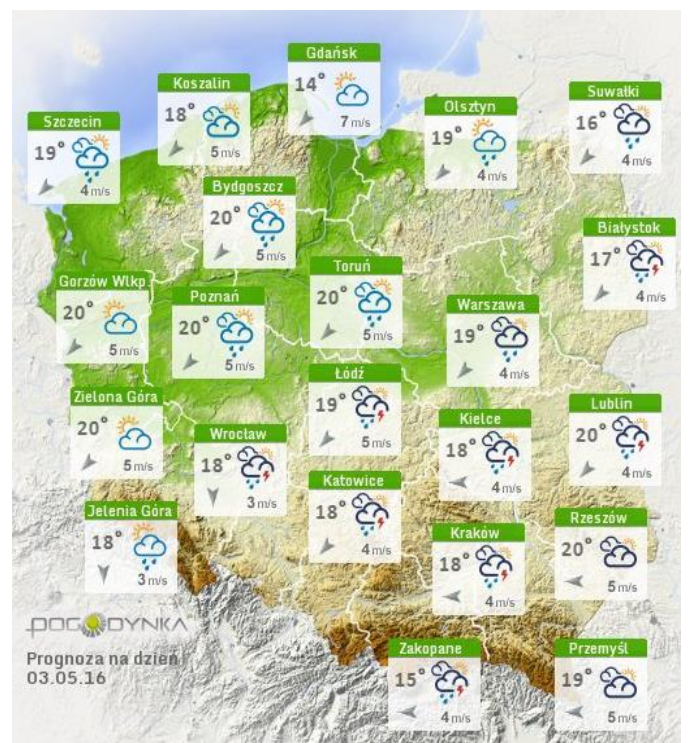 Gdańsk
14°
7 m/s
Koszalin
18°
5 m/s
Suwałki
16°
4 m/s
Olsztyn
19°
4 m/s
Szczecin
19°
4 m/s
Bydgoszcz
20°
5 m/s
Białystok
17°
4 m/s
Toruń
20°
5 m/s
Gorzów Wlkp
20°
5 m/s
Poznań
20°
5 m/s
Warszawa
19°
4 m/s
Łódź
19°
5 m/s
Zielona Góra
20°
5 m/s
Lublin
20°
4 m/s
Kielce
18°
4 m/s
Wrocław
18°
3 m/s
Katowice
18°
4 m/s
Jelenia Góra
18°
3 m/s
Rzeszów
20°
5 m/s
Kraków
18°
4 m/s
POGODYNKA
Prognoza na dzień
03.05.16
Zakopane
15°
4 m/s
Przemyśl
19°
5 m/s